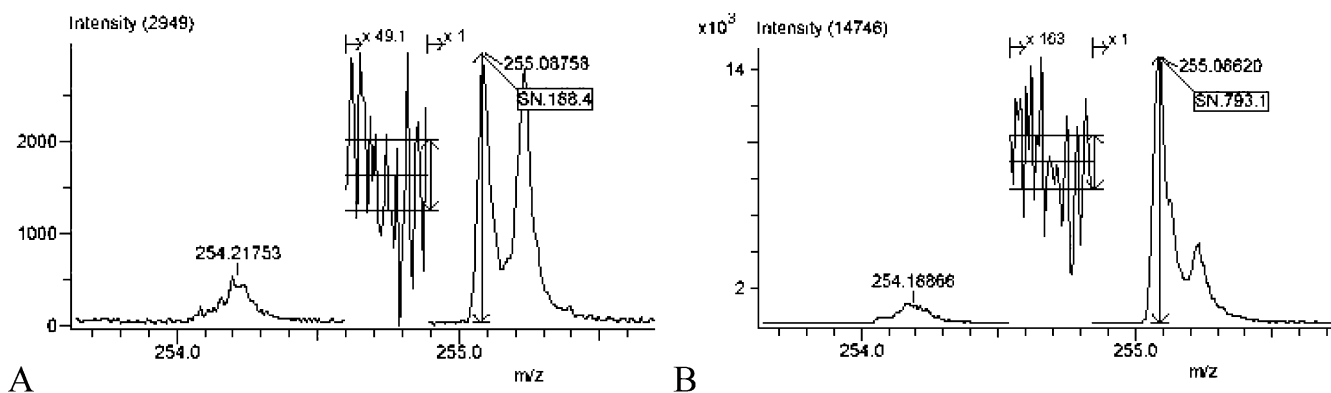 Intensity (2949)
x 49.1
x 1
255.08758
SN.188.4
2000
1000
254.21753
0
254.0
255.0
m/z
A
x10³
Intensity (14746)
x 163
x 1
14
255.08620
SN.793.1
254.18866
2
254.0
255.0
m/z
B